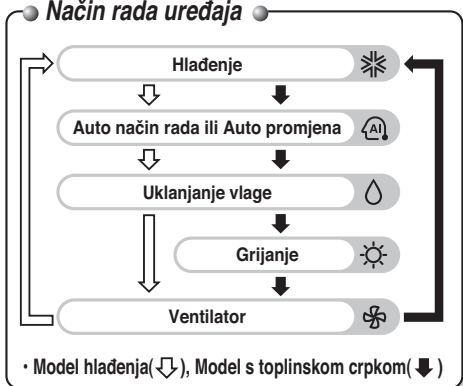 Način rada uređaja
Hlađenje
Auto način rada ili Auto promjena
AI
Uklanjanje vlage
Grijanje
Ventilator
· Model hlađenja(⇩), Model s toplinskom crpkom(⬇)